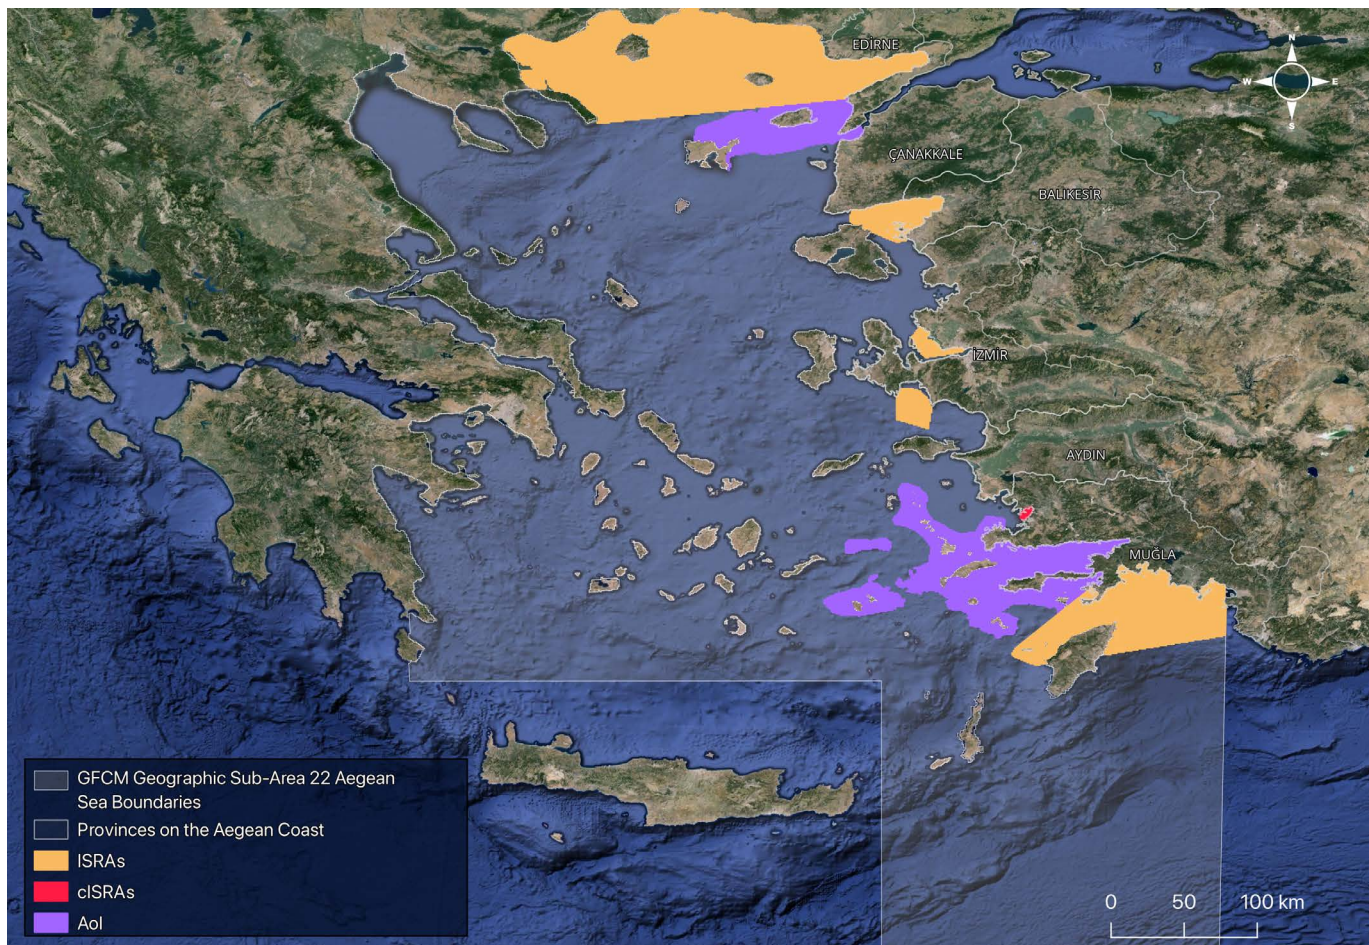 EDİRNE
N
W
E
S
ÇANAKKALE
BALIKESİR
İZMİR
AYDIN
MUĞLA
GFCM Geographic Sub-Area 22 Aegean
Sea Boundaries
Provinces on the Aegean Coast
ISRAs
cISRAs
AoI
0 50 100 km